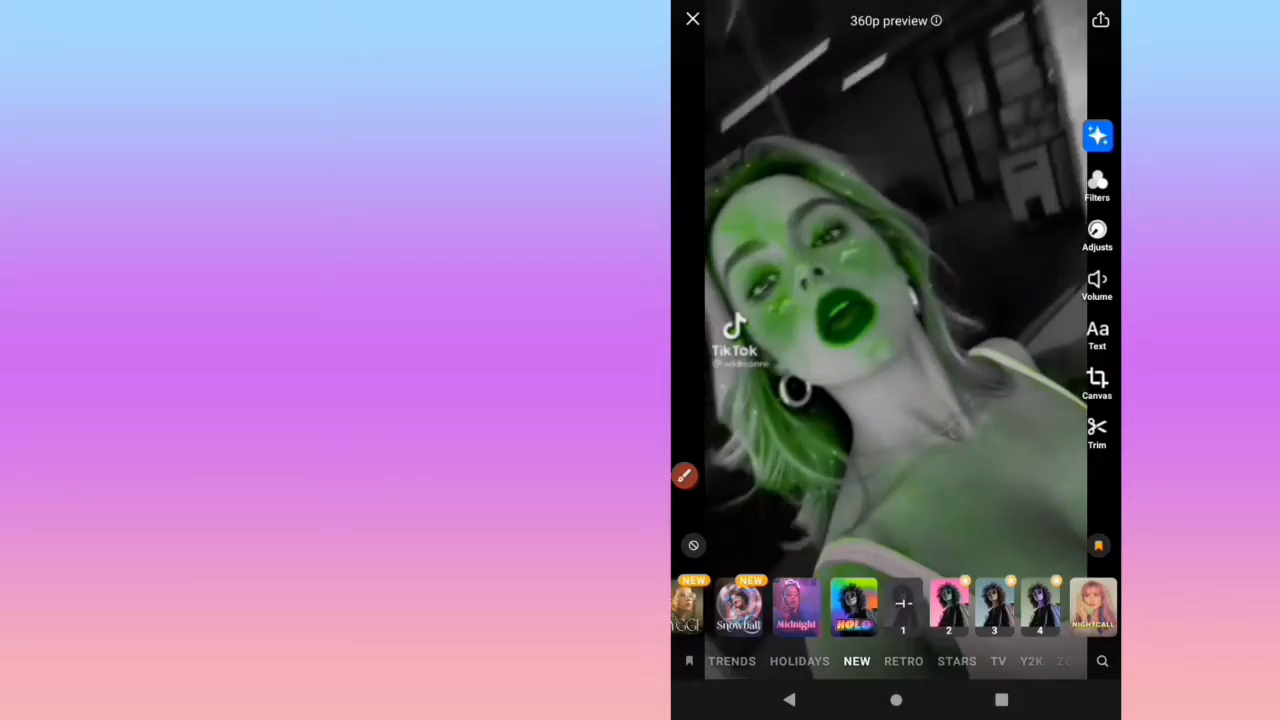 360p preview
Filters
Adjusts
Volume
Aa
Text
Canvas
Trim
TikTok
NEW
NEW
Snowball
Midnight
HOLO
1
2
3
4
NIGHTCALL
TRENDS
HOLIDAYS
NEW
RETRO
STARS
TV
Y2K